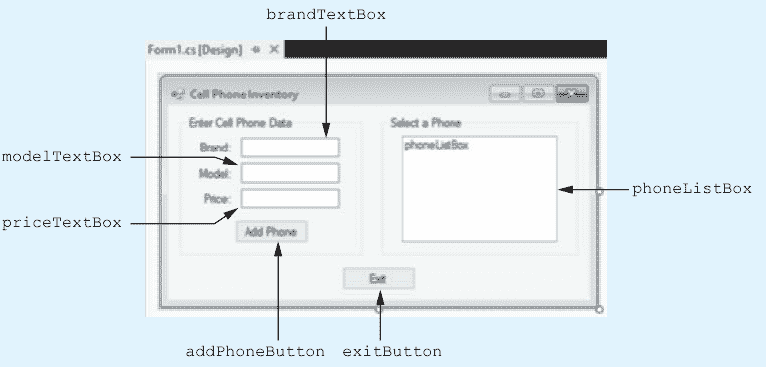 brandTextBox
Form1.cs [Design]
Cell Phone Inventory
Enter Cell Phone Data
Select a Phone
Brand:
phoneListBox
modelTextBox
Model:
phoneListBox
Price:
priceTextBox
Add Phone
Exit
addPhoneButton exitButton